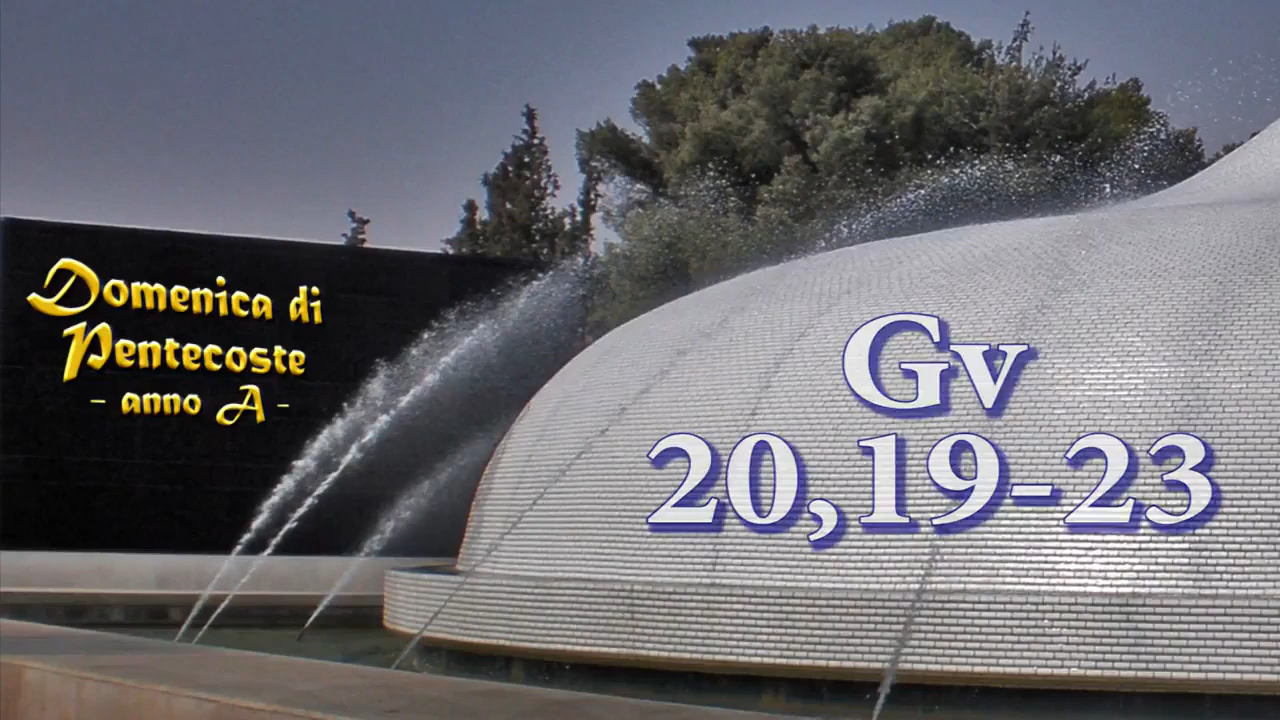 Domenica di
Pentecoste
- anno A -
Gv
20,19-23